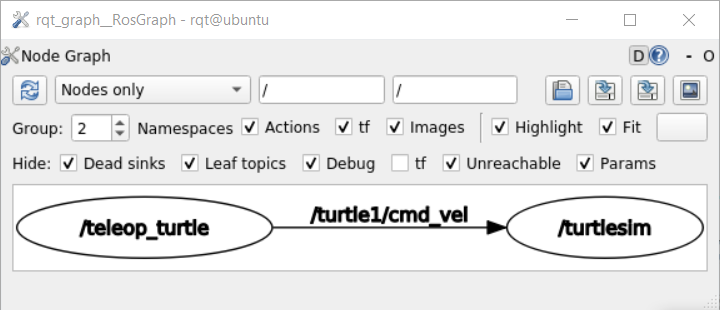 rqt_graph__RosGraph - rqt@ubuntu
Node Graph D ? - O
Nodes only / /
Group: 2 Namespaces Actions tf Images Highlight Fit
Hide: Dead sinks Leaf topics Debug tf Unreachable Params
/teleop_turtle /turtle1/cmd_vel /turtlesim